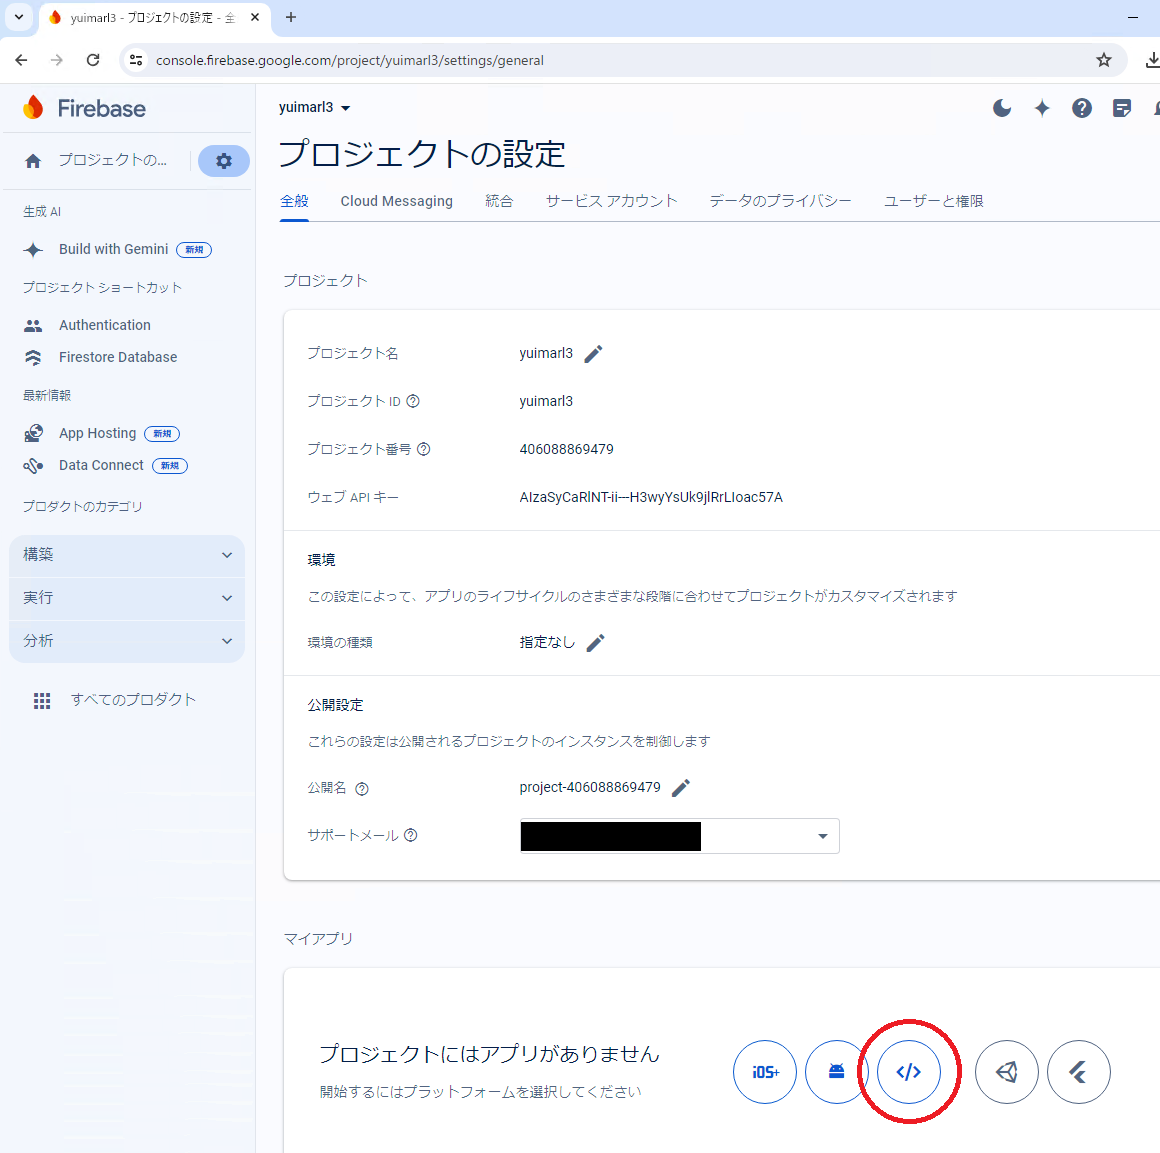 yuimarl3 - プロジェクトの設定 - 全
console.firebase.google.com/project/yuimarl3/settings/general
Firebase
プロジェクトの...
生成 AI
Build with Gemini 新規
プロジェクト ショートカット
Authentication
Firestore Database
最新情報
App Hosting 新規
Data Connect 新規
プロダクトのカテゴリ
構築
実行
分析
すべてのプロダクト
yuimarl3
プロジェクトの設定
全般 Cloud Messaging 統合 サービス アカウント データのプライバシー ユーザーと権限
プロジェクト
プロジェクト名 yuimarl3
プロジェクト ID yuimarl3
プロジェクト番号 406088869479
ウェブ API キー AIzaSyCaRlNT-ii---H3wyYsUk9jlRrLIoac57A
環境
この設定によって、アプリのライフサイクルのさまざまな段階に合わせてプロジェクトがカスタマイズされます
環境の種類 指定なし
公開設定
これらの設定は公開されるプロジェクトのインスタンスを制御します
公開名 project-406088869479
サポートメール
マイアプリ
プロジェクトにはアプリがありません
開始するにはプラットフォームを選択してください
iOS+ </>